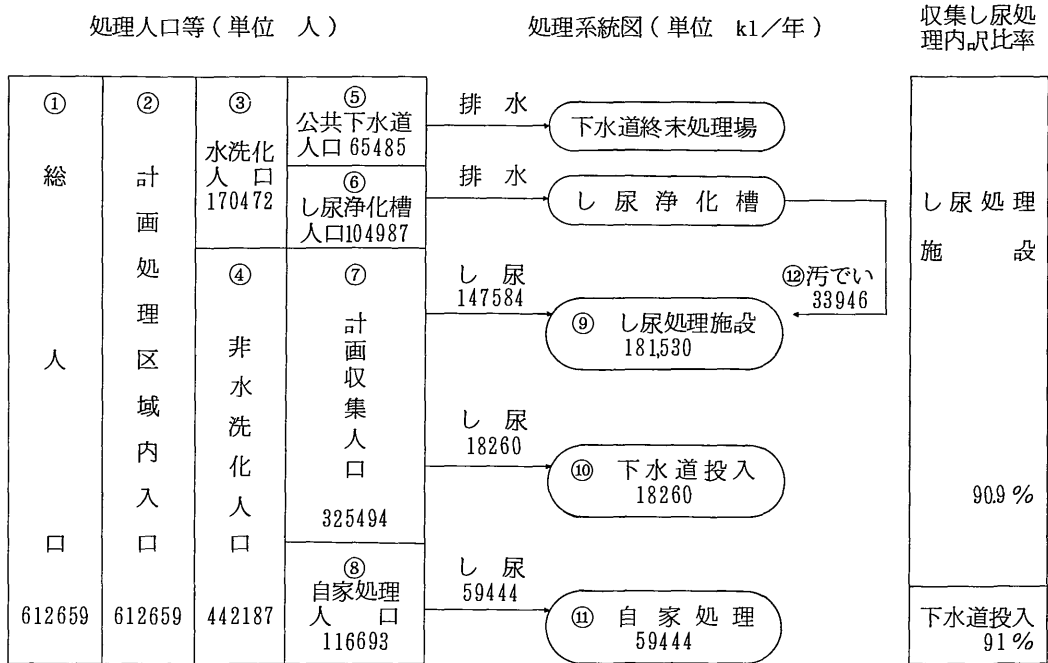 処理人口等(単位 人)
処理系統図(単位 kl/年)
収集し尿処
理内訳比率
①
総人口
612659
②
計画処理区域内入口
612659
③
水洗化
人口
170472
④
非水洗化人口
442187
⑤
公共下水道
人口 65485
⑥
し尿浄化槽
人口104987
⑦
計画収集人口
325494
⑧
自家処理
人口
116693
排水
下水道終末処理場
排水
し尿浄化槽
し尿
147584
⑫汚でい
33946
⑨ し尿処理施設
181,530
し尿
18260
⑩ 下水道投入
18260
し尿
59444
⑪ 自家処理
59444
し尿処理
施設
90.9%
下水道投入
91%